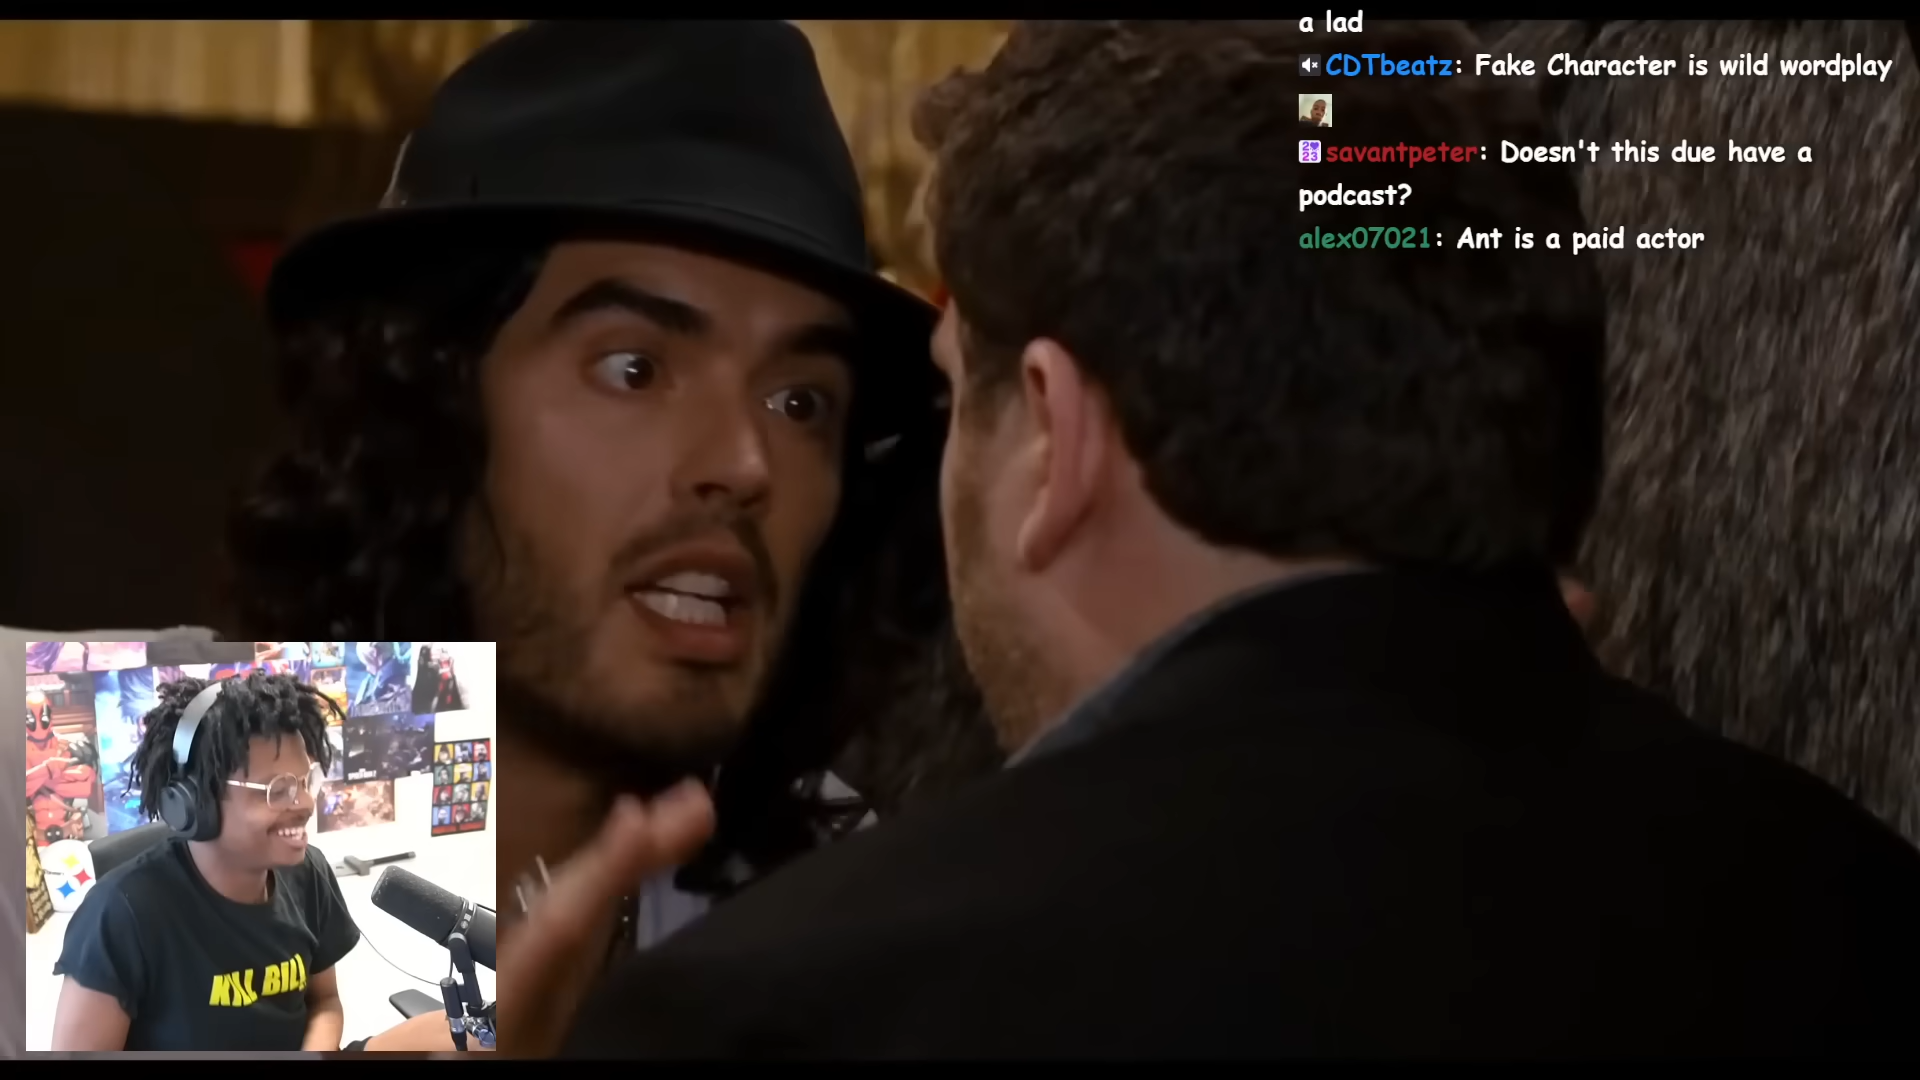 a lad
CDTbeatz: Fake Character is wild wordplay
savantpeter: Doesn't this due have a
podcast?
alex07021: Ant is a paid actor
KILL BILL